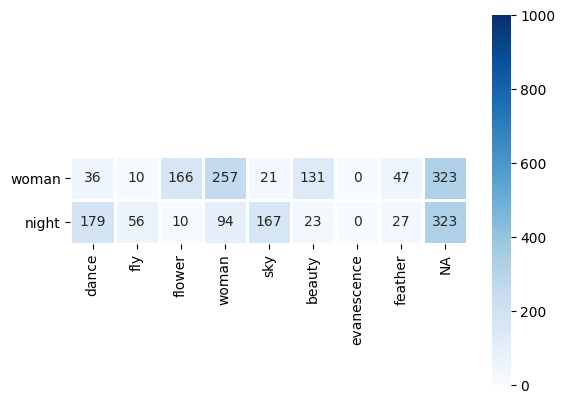 1000
800
600
400
200
0
woman 36 10 166 257 21 131 0 47 323
night 179 56 10 94 167 23 0 27 323
dance fly flower woman sky beauty evanescence feather NA